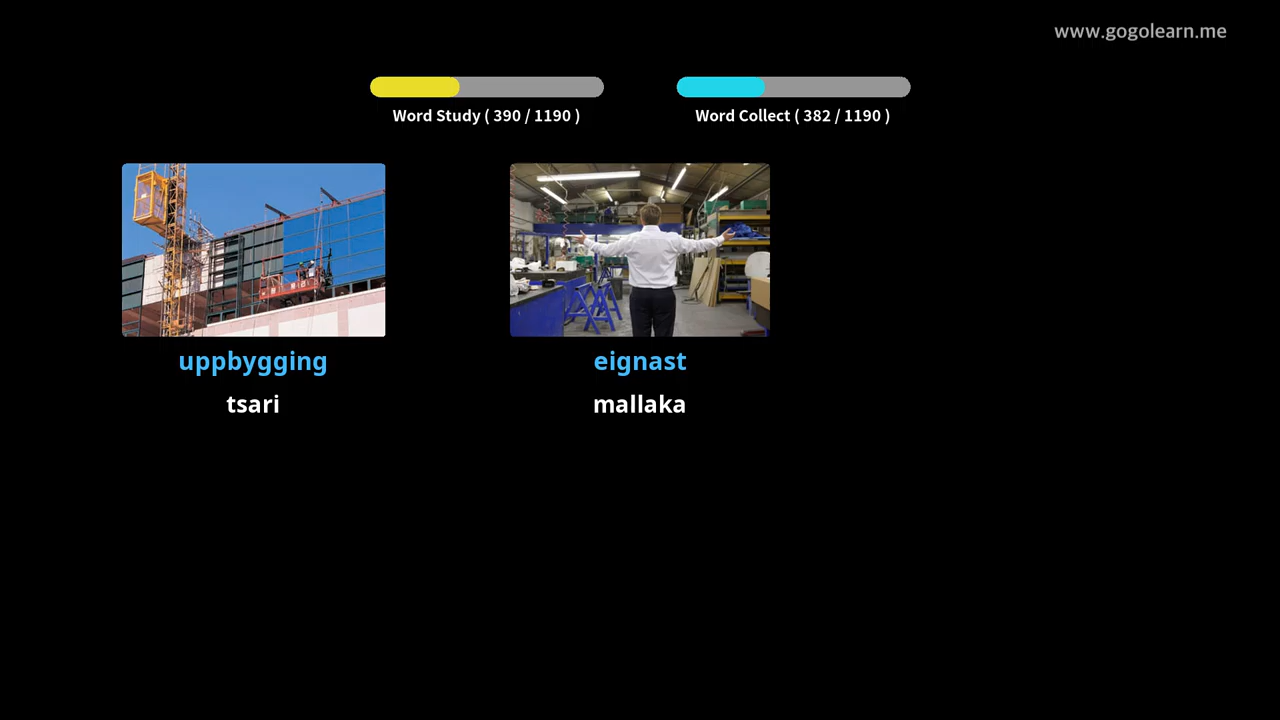 www.gogolearn.me
Word Study ( 390 / 1190 )
Word Collect ( 382 / 1190 )
uppbygging
eignast
tsari
mallaka